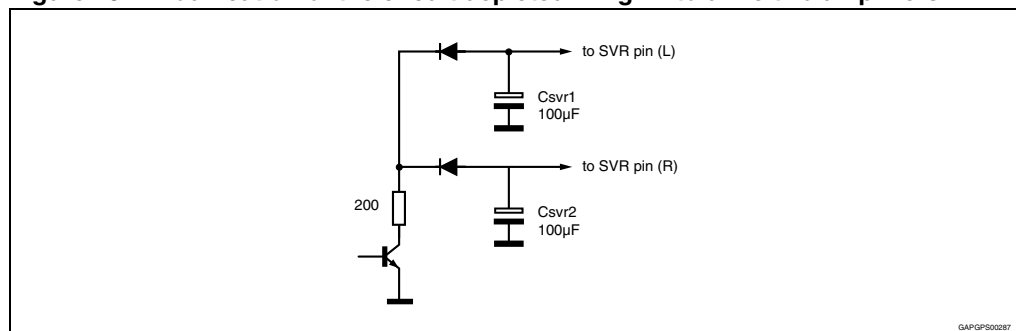 to SVR pin (L)
Csvr1
100µF
to SVR pin (R)
200
Csvr2
100µF
GAPGPS00287